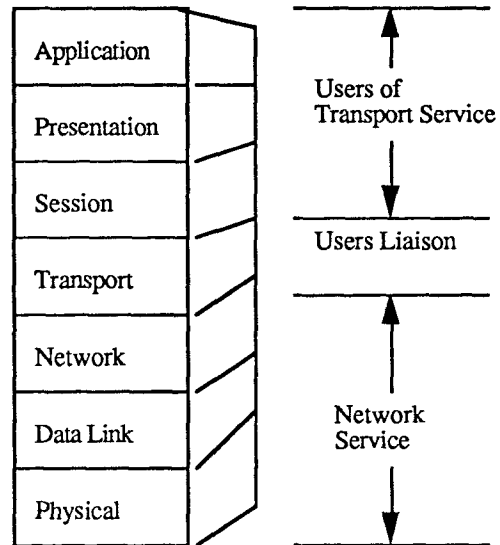 Application
Presentation
Session
Transport
Network
Data Link
Physical
Users of
Transport Service
Users Liaison
Network
Service